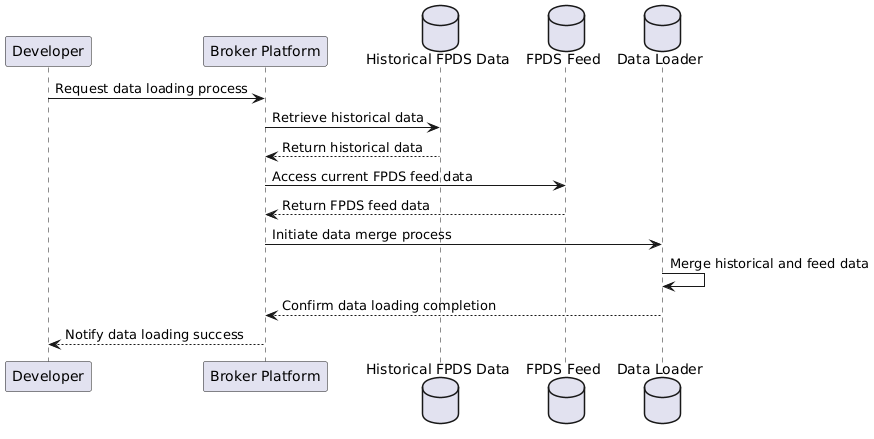 Developer
Broker Platform
Historical FPDS Data
FPDS Feed
Data Loader
Request data loading process
Retrieve historical data
Return historical data
Access current FPDS feed data
Return FPDS feed data
Initiate data merge process
Merge historical and feed data
Confirm data loading completion
Notify data loading success
Developer
Broker Platform
Historical FPDS Data
FPDS Feed
Data Loader